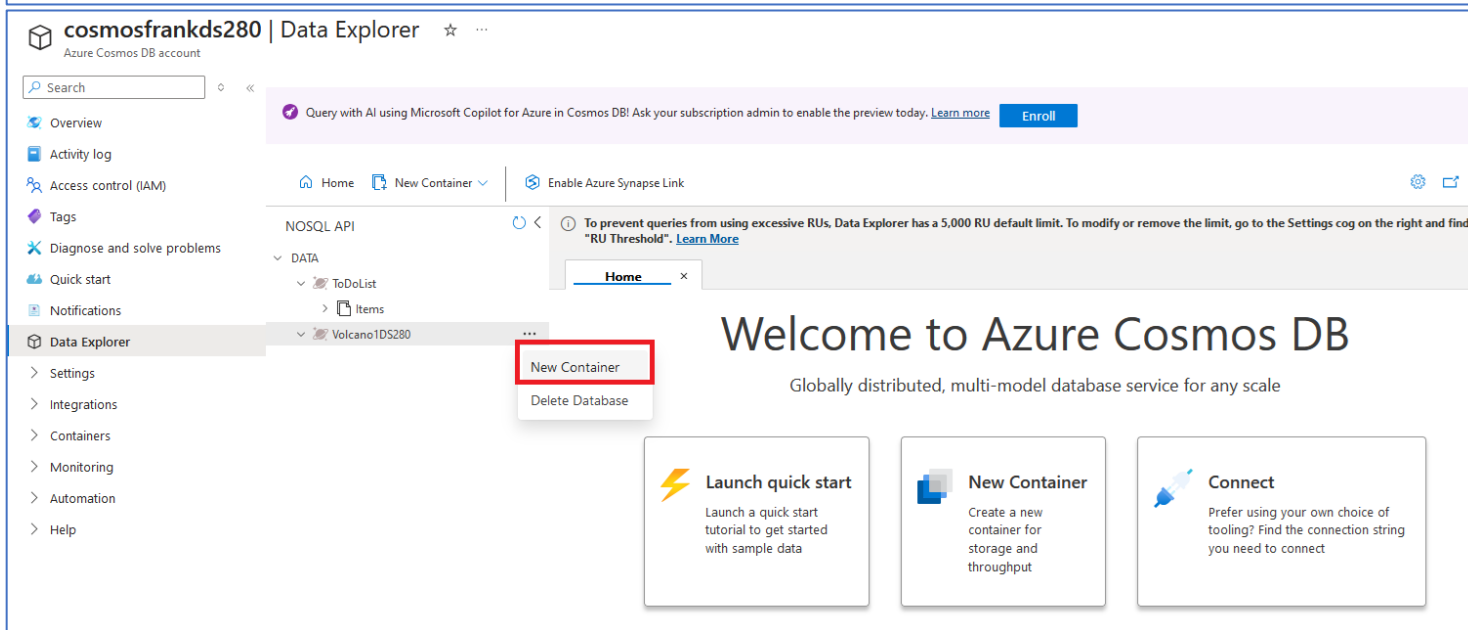 cosmosfrankds280 | Data Explorer
Azure Cosmos DB account
Search
Overview
Activity log
Access control (IAM)
Tags
Diagnose and solve problems
Quick start
Notifications
Data Explorer
Settings
Integrations
Containers
Monitoring
Automation
Help
Query with AI using Microsoft Copilot for Azure in Cosmos DB! Ask your subscription admin to enable the preview today. Learn more
Enroll
Home
New Container
Enable Azure Synapse Link
NOSQL API
DATA
ToDoList
Items
Volcano1DS280
New Container
Delete Database
To prevent queries from using excessive RUs, Data Explorer has a 5,000 RU default limit. To modify or remove the limit, go to the Settings cog on the right and find
"RU Threshold". Learn More
Home
Welcome to Azure Cosmos DB
Globally distributed, multi-model database service for any scale
Launch quick start
Launch a quick start
tutorial to get started
with sample data
New Container
Create a new
container for
storage and
throughput
Connect
Prefer using your own choice of
tooling? Find the connection string
you need to connect